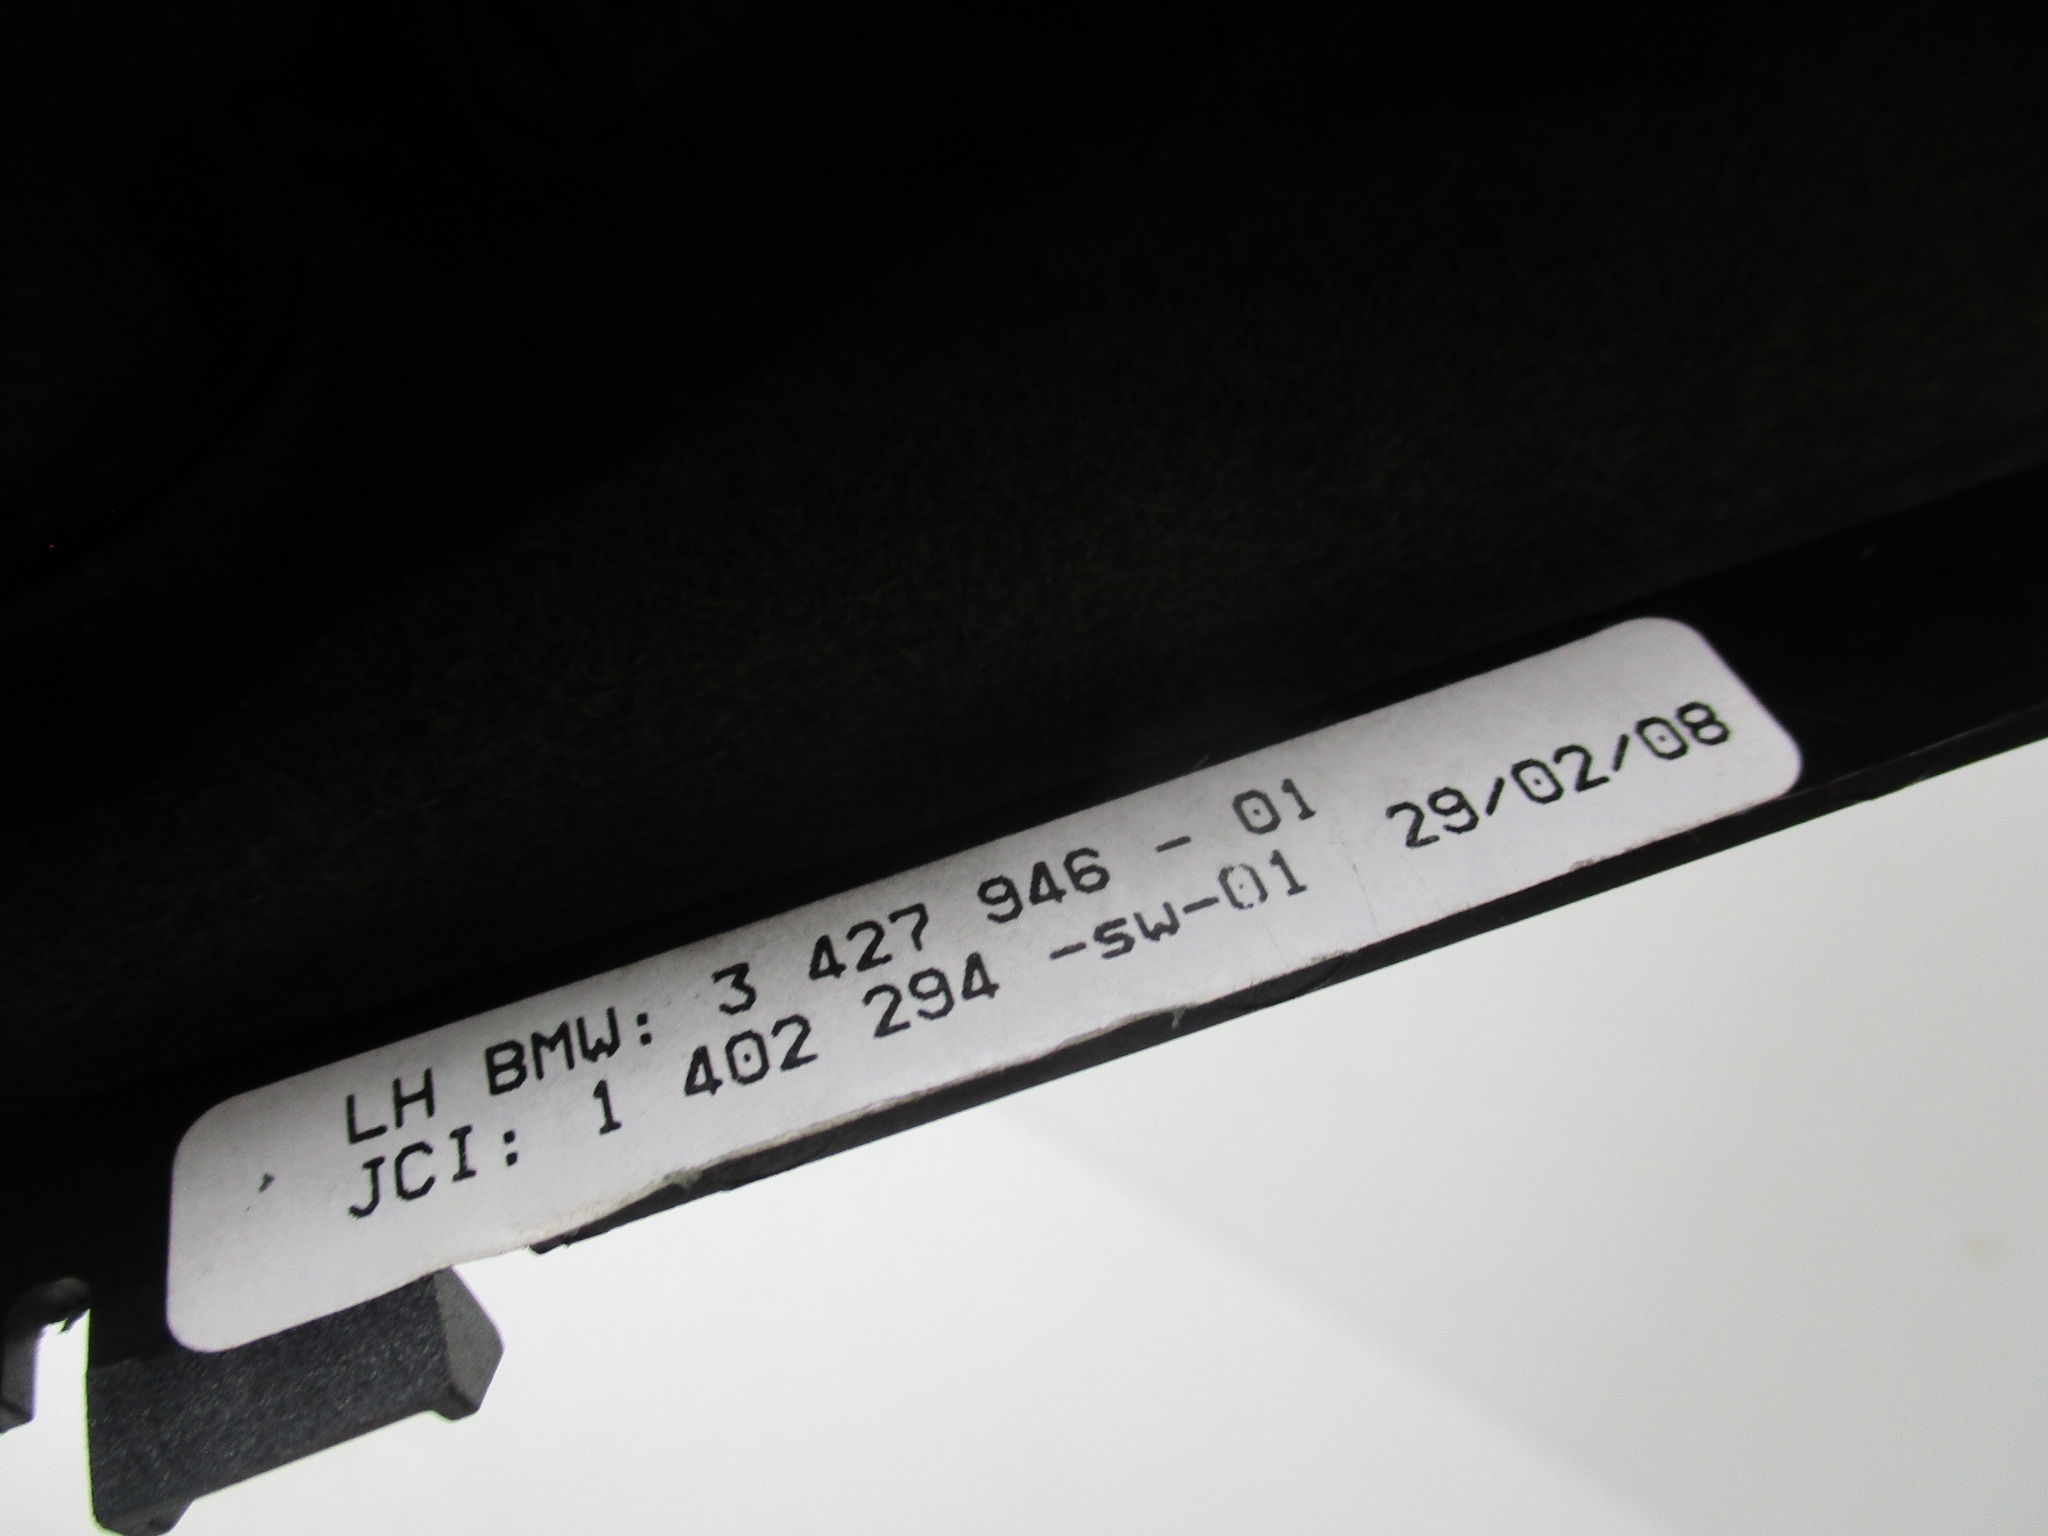 LH BMW: 3 427 946 - 01
JCI: 1 402 294 -SW-01 29/02/08